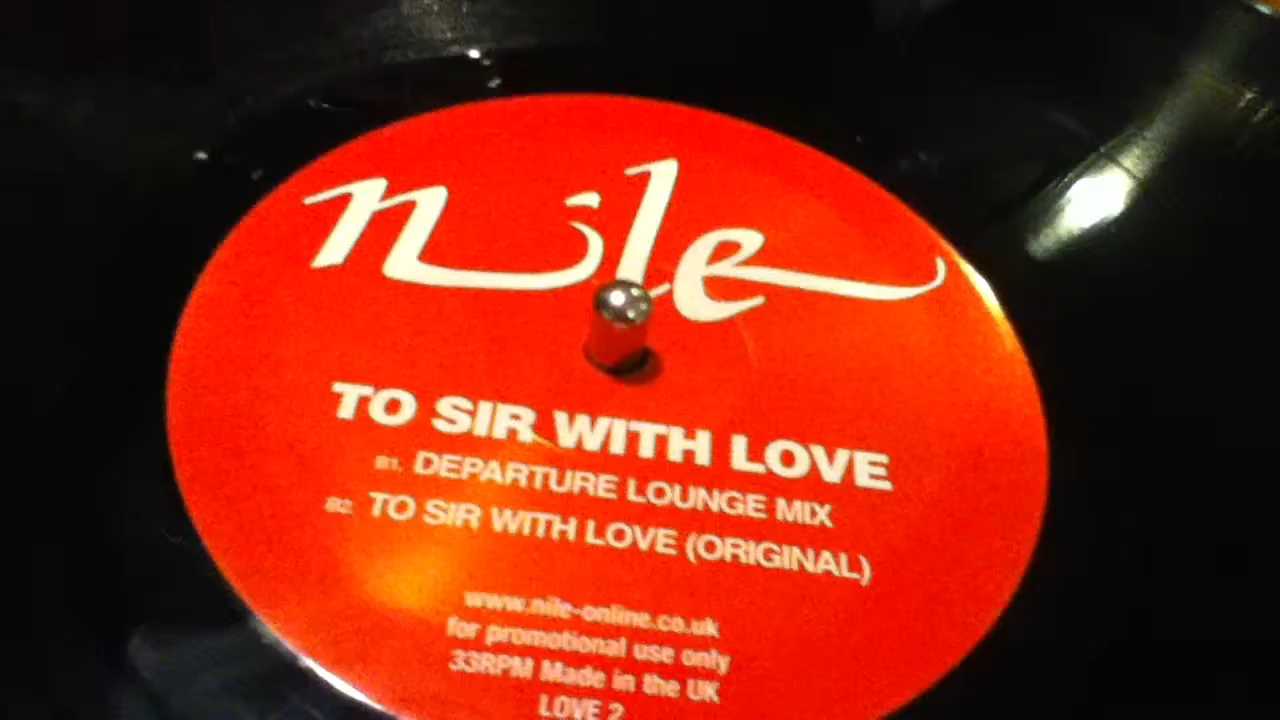 nile
TO SIR WITH LOVE
B1. DEPARTURE LOUNGE MIX
B2. TO SIR WITH LOVE (ORIGINAL)
www.nile-online.co.uk
for promotional use only
33RPM Made in the UK
LOVE 2